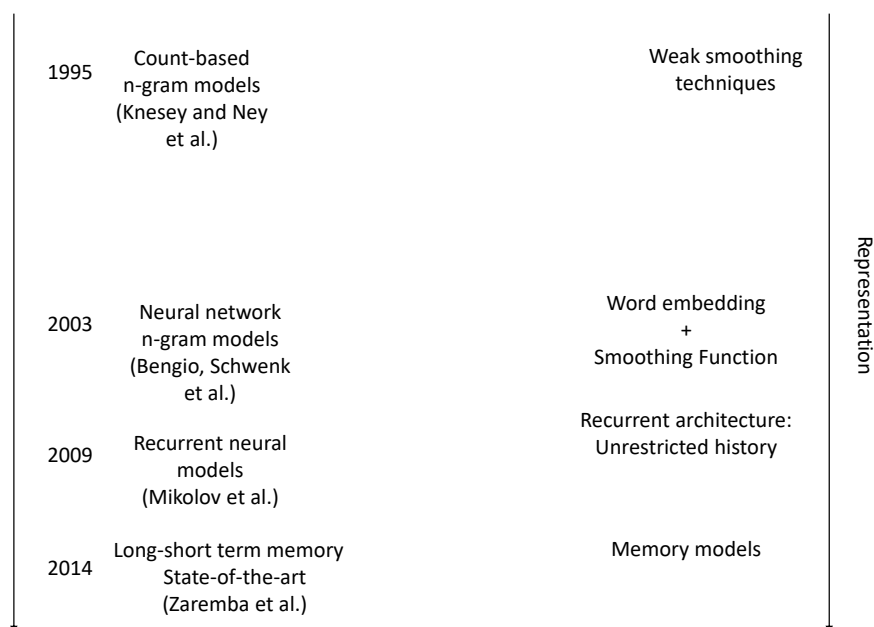 1995
Count-based
n-gram models
(Knesey and Ney
et al.)
Weak smoothing
techniques
2003
Neural network
n-gram models
(Bengio, Schwenk
et al.)
Word embedding
+
Smoothing Function
2009
Recurrent neural
models
(Mikolov et al.)
Recurrent architecture:
Unrestricted history
2014
Long-short term memory
State-of-the-art
(Zaremba et al.)
Memory models
Representation